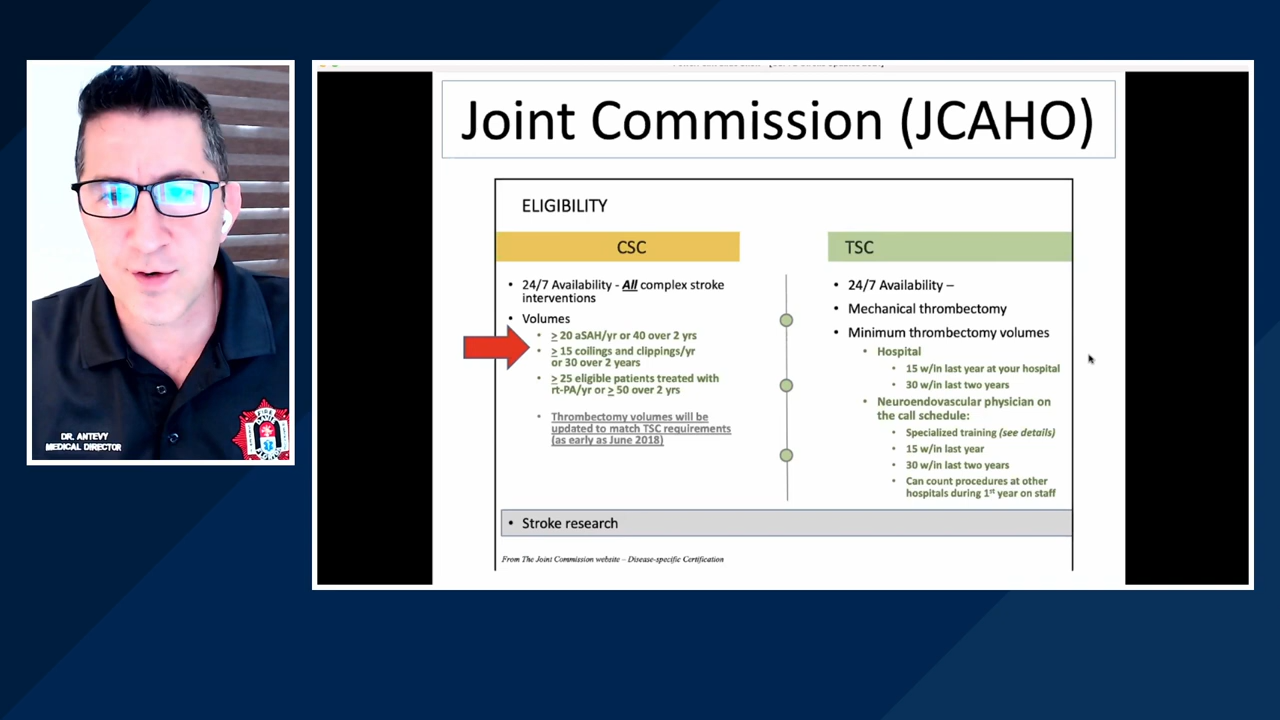 Joint Commission (JCAHO)
ELIGIBILITY
CSC
• 24/7 Availability - All complex stroke
interventions
• Volumes
• > 20 aSAH/yr or 40 over 2 yrs
• > 15 coilings and clippings/yr
or 30 over 2 years
• > 25 eligible patients treated with
rt-PA/yr or > 50 over 2 yrs
• Thrombectomy volumes will be
updated to match TSC requirements
(as early as June 2018)
TSC
• 24/7 Availability –
• Mechanical thrombectomy
• Minimum thrombectomy volumes
• Hospital
• 15 w/in last year at your hospital
• 30 w/in last two years
• Neuroendovascular physician on
the call schedule:
• Specialized training (see details)
• 15 w/in last year
• 30 w/in last two years
• Can count procedures at other
hospitals during 1st year on staff
• Stroke research
From The Joint Commission website – Disease-specific Certification
DR. ANTEVY
MEDICAL DIRECTOR
FIRE
DAVIE